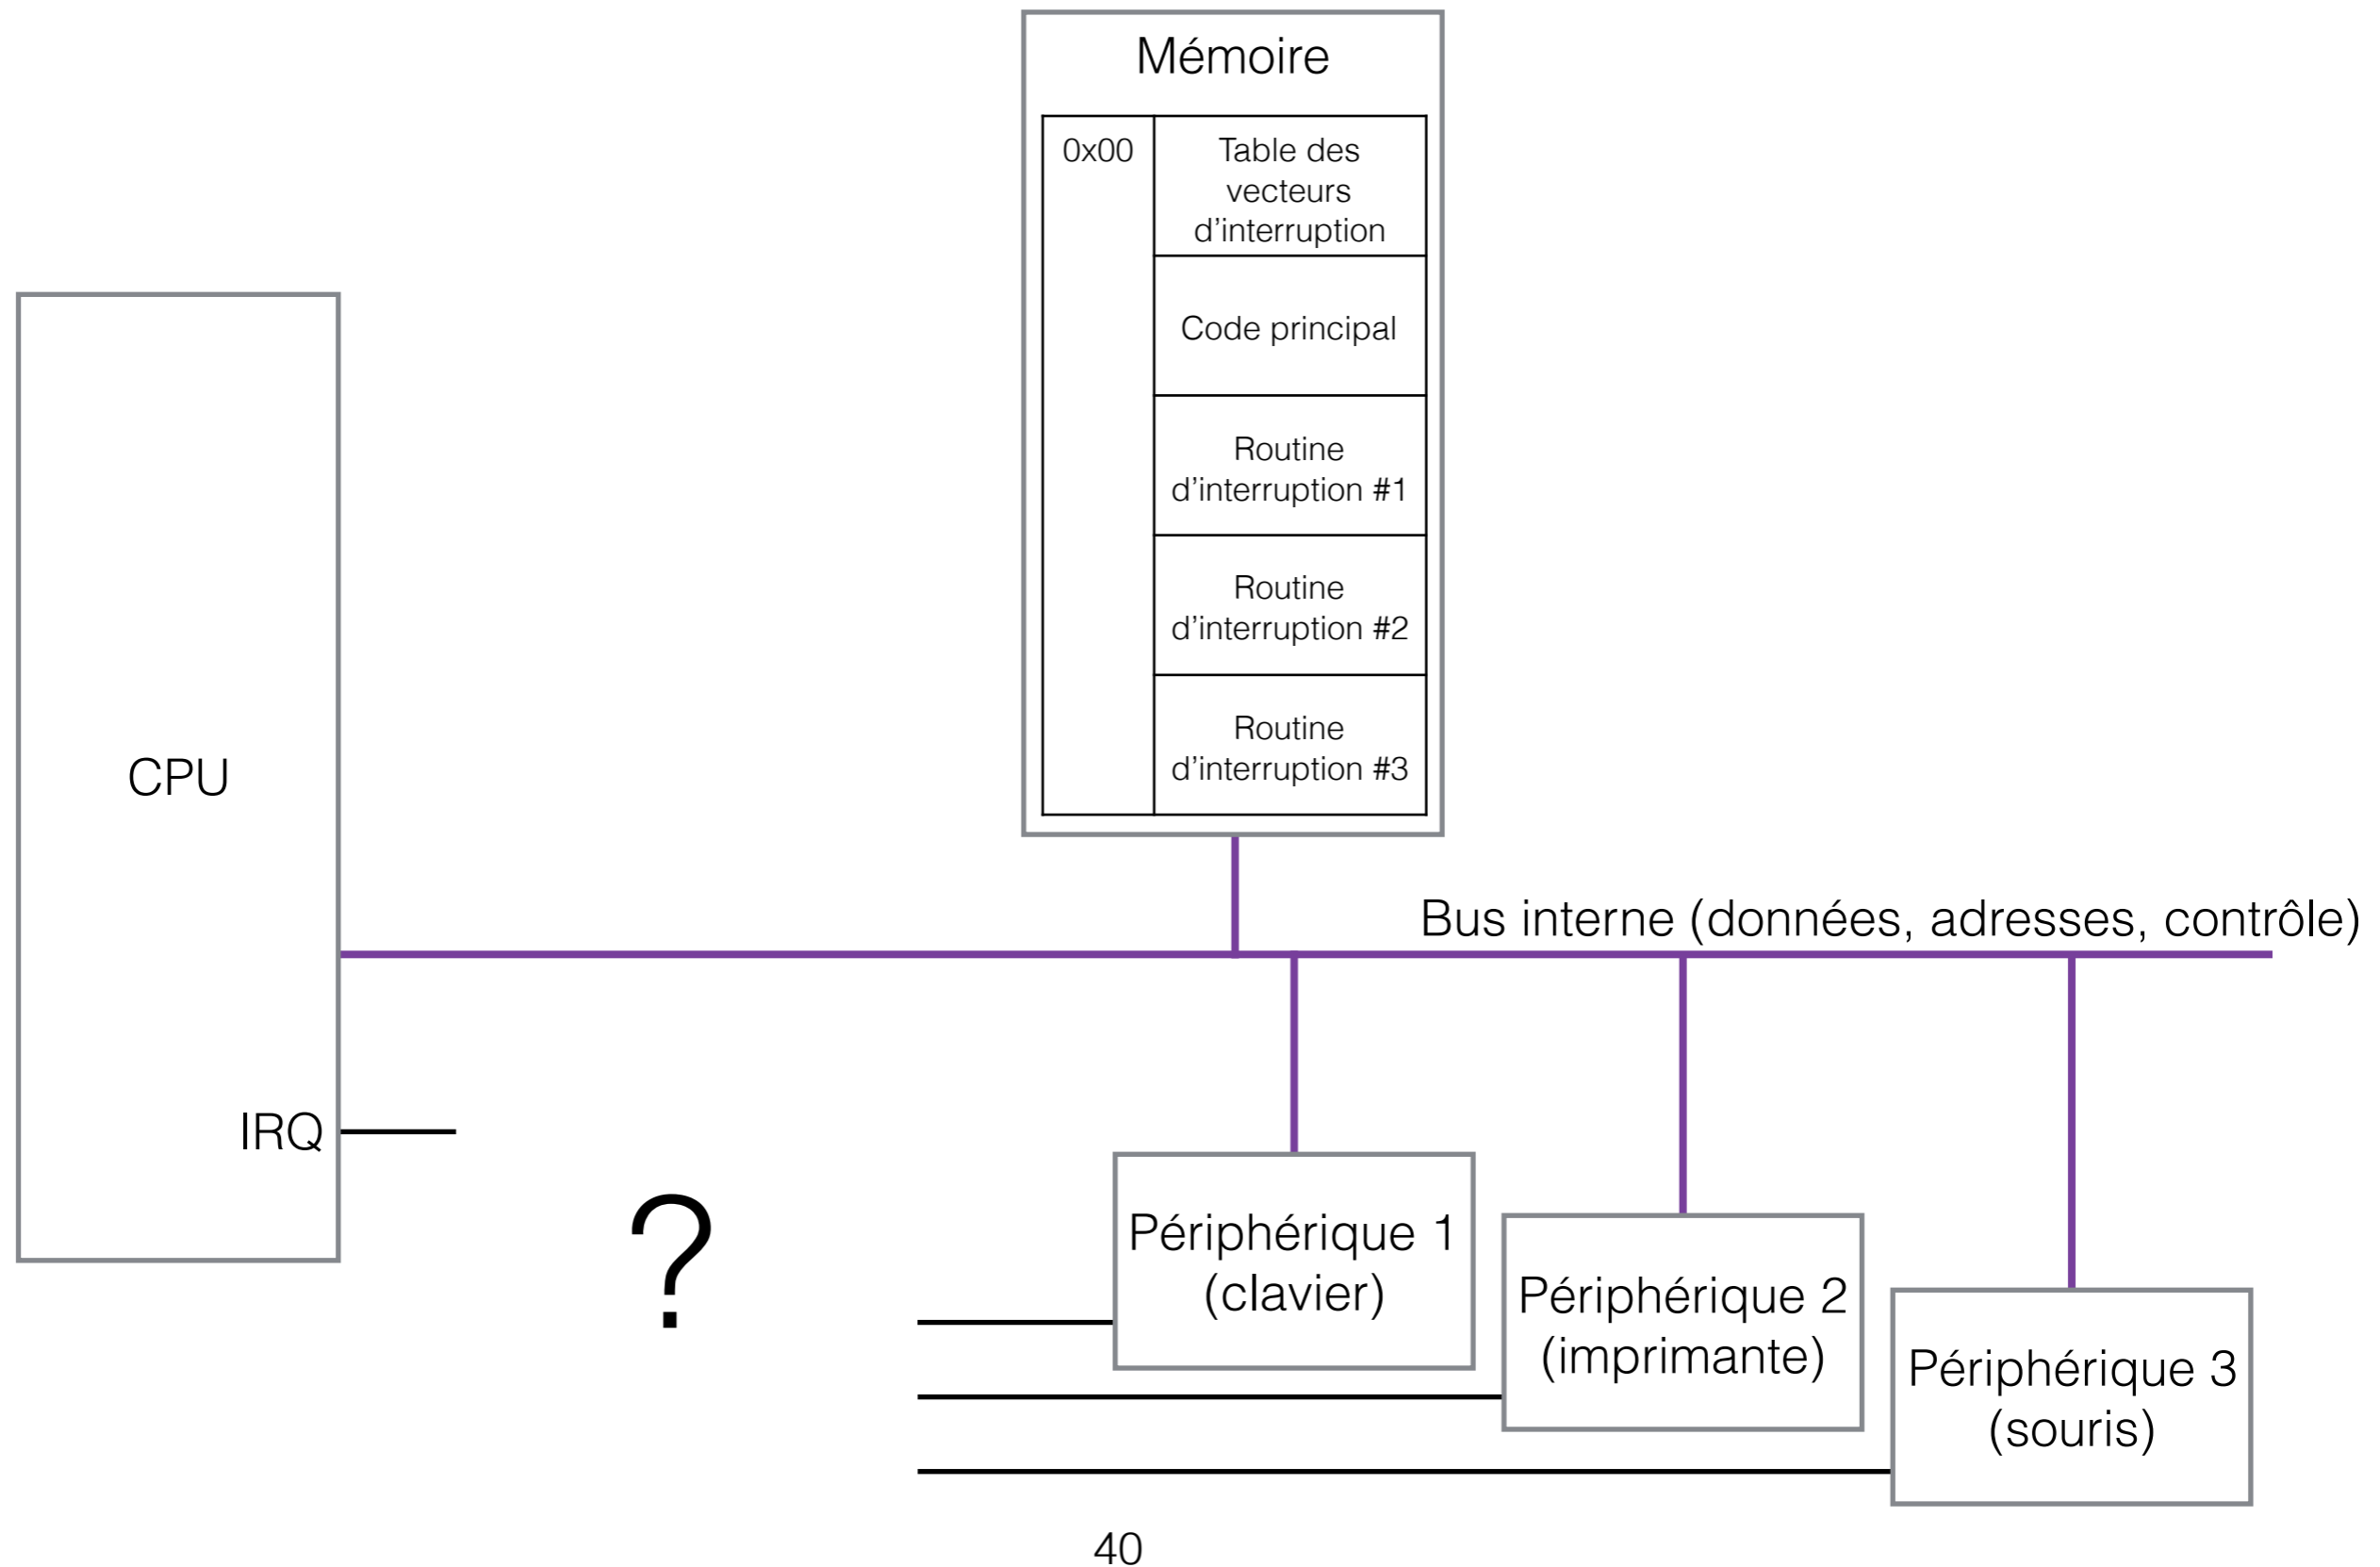 Mémoire
0x00
Table des
vecteurs
d’interruption
Code principal
Routine
d’interruption #1
Routine
d’interruption #2
Routine
d’interruption #3
CPU
Bus interne (données, adresses, contrôle)
IRQ
?
Périphérique 1
(clavier)
Périphérique 2
(imprimante)
Périphérique 3
(souris)
40